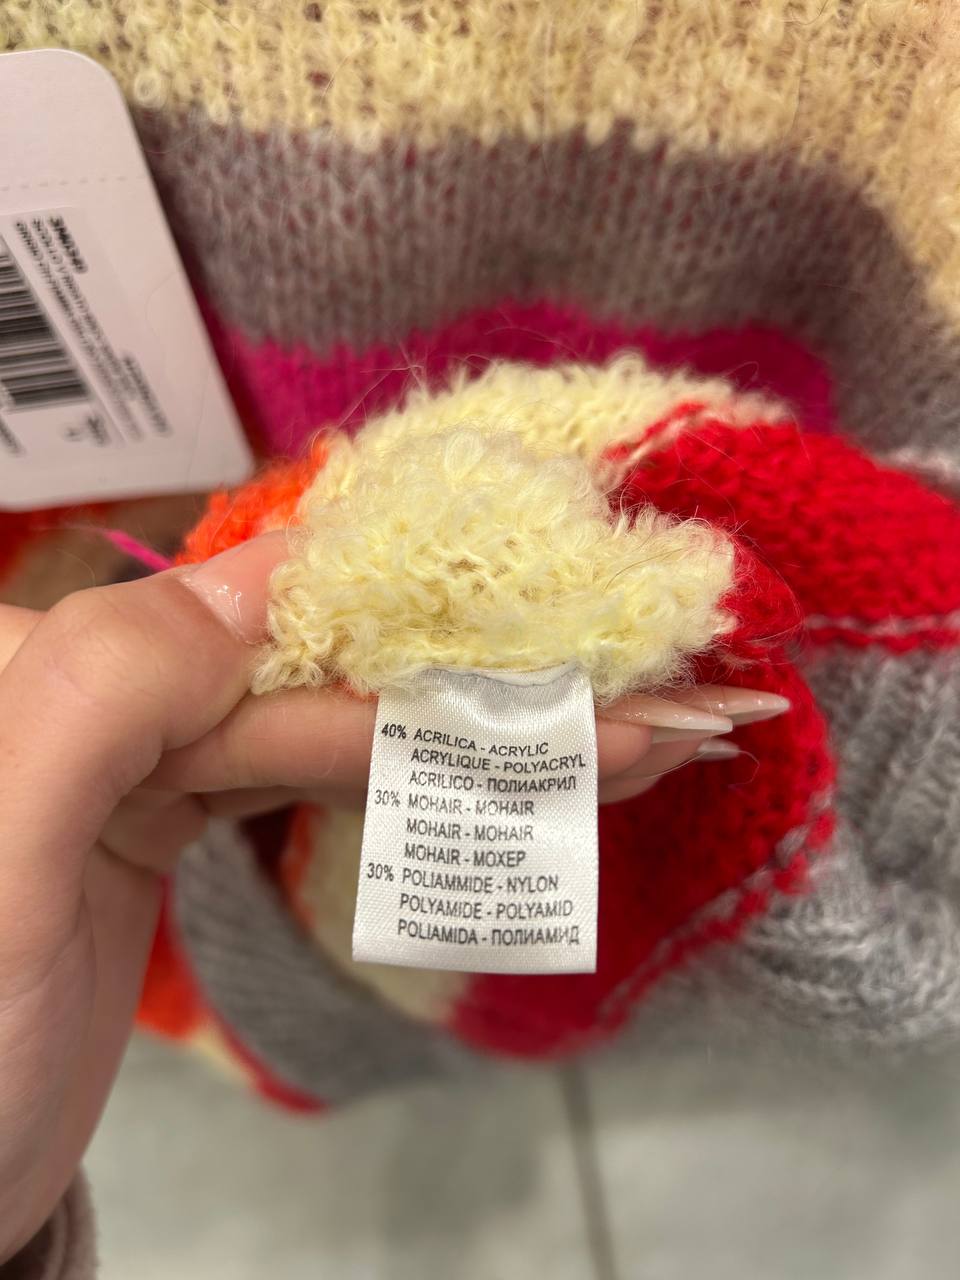 40% ACRILICA - ACRYLIC
ACRYLIQUE - POLYACRYL
ACRILICO - ПОЛИАКРИЛ
30% MOHAIR - MOHAIR
MOHAIR - MOHAIR
MOHAIR - МОХЕР
30% POLIAMMIDE - NYLON
POLYAMIDE - POLYAMID
POLIAMIDA - ПОЛИАМИД